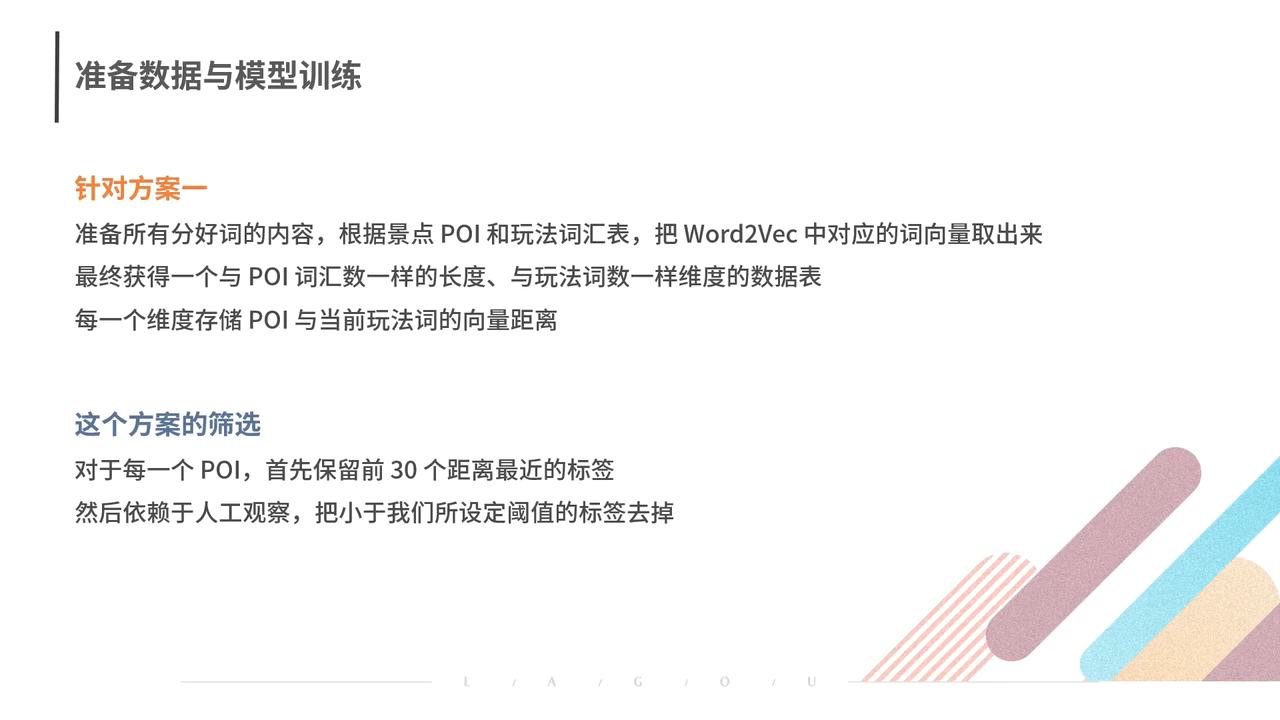 准备数据与模型训练
针对方案一
准备所有分好词的内容，根据景点 POI 和玩法词汇表，把 Word2Vec 中对应的词向量取出来
最终获得一个与 POI 词汇数一样的长度、与玩法词数一样维度的数据表
每一个维度存储 POI 与当前玩法词的向量距离
这个方案的筛选
对于每一个 POI，首先保留前 30 个距离最近的标签
然后依赖于人工观察，把小于我们所设定阈值的标签去掉
L / A / G / O / U